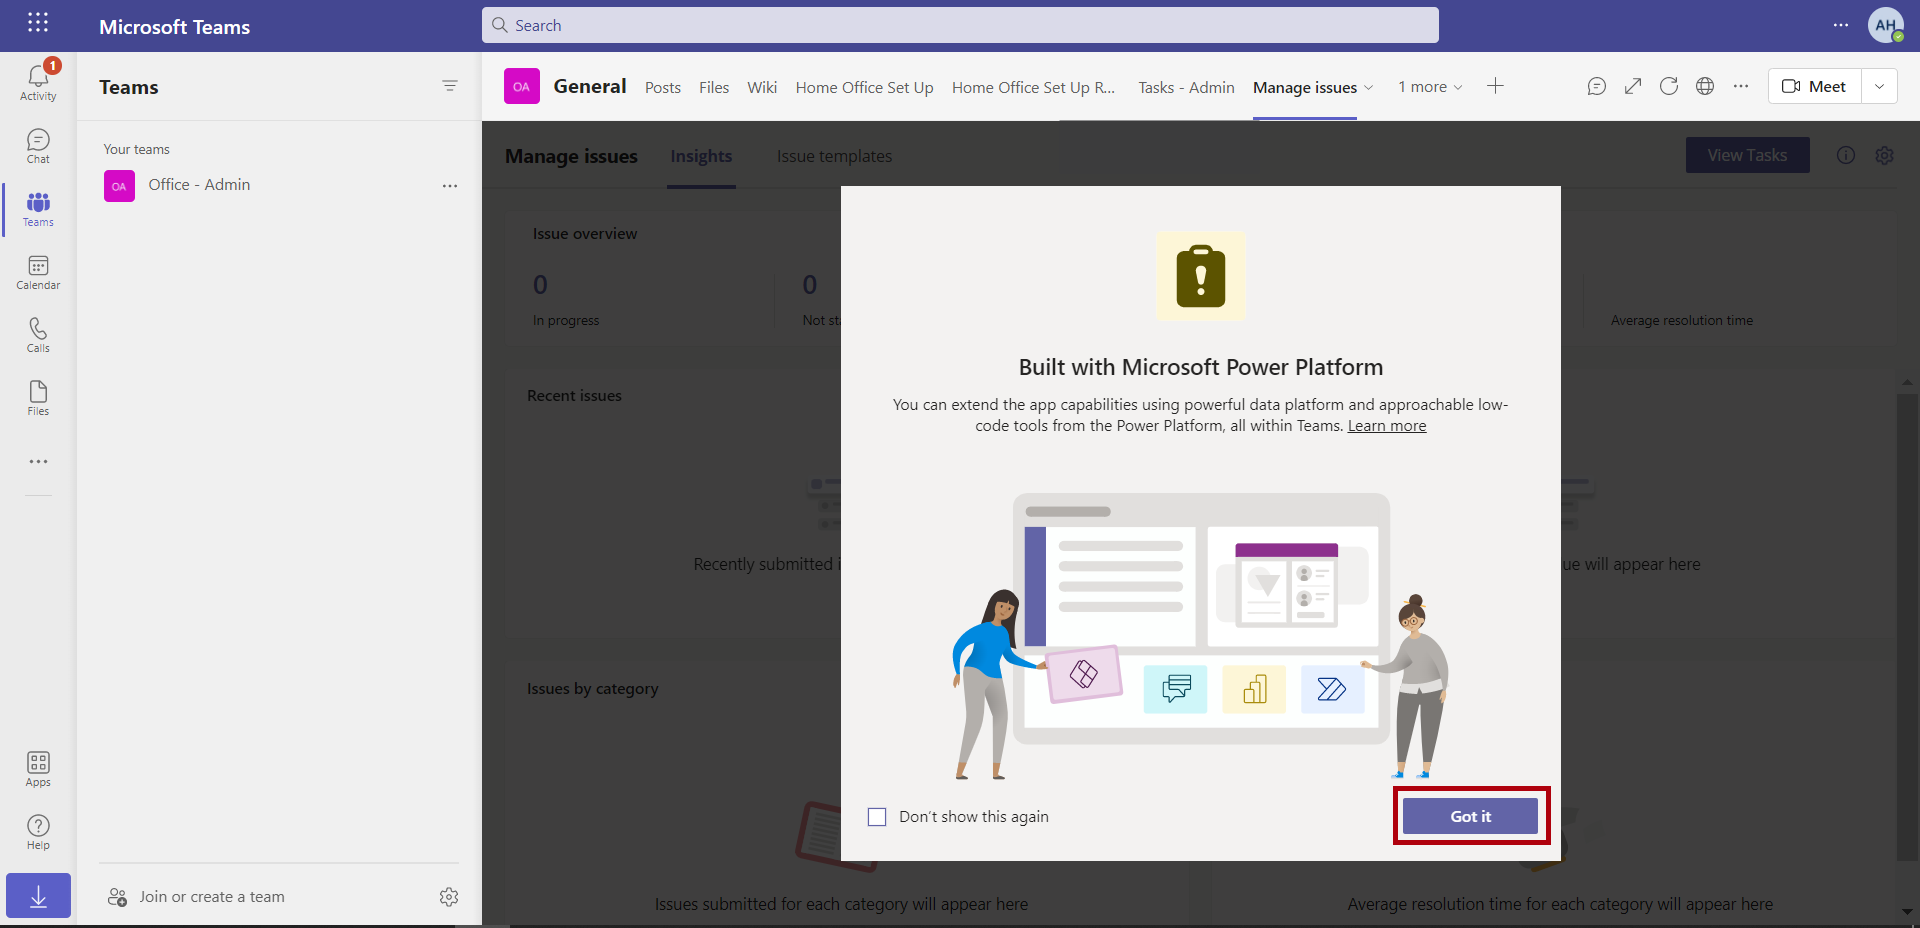 Microsoft Teams
Search
AH
1
Activity
Chat
Teams
Calendar
Calls
Files
Apps
Help
Teams
Your teams
OA
Office - Admin
Join or create a team
OA
General
Posts
Files
Wiki
Home Office Set Up
Home Office Set Up R...
Tasks - Admin
Manage issues
1 more
Meet
Manage issues
Insights
Issue templates
View Tasks
Issue overview
0
In progress
0
Not st
Average resolution time
Recent issues
Recently submitted i
ue will appear here
Issues by category
Issues submitted for each category will appear here
Average resolution time for each category will appear here
Built with Microsoft Power Platform
You can extend the app capabilities using powerful data platform and approachable low-
code tools from the Power Platform, all within Teams. Learn more
Don't show this again
Got it